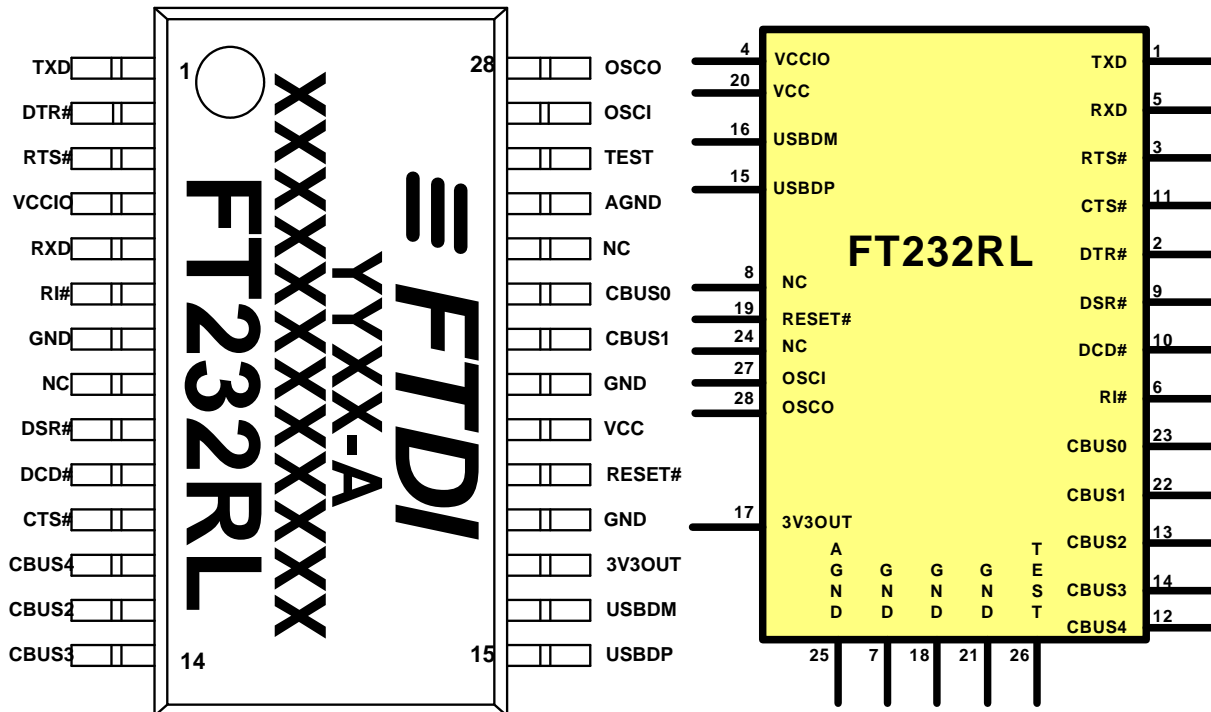 TXD
DTR#
RTS#
VCCIO
RXD
RI#
GND
NC
DSR#
DCD#
CTS#
CBUS4
CBUS2
CBUS3
1
28
14
15
FTDI
YYXX-A
XXXXXXXXXXXX
FT232RL
OSCO
OSCI
TEST
AGND
NC
CBUS0
CBUS1
GND
VCC
RESET#
GND
3V3OUT
USBDM
USBDP
FT232RL
4 VCCIO
20 VCC
16 USBDM
15 USBDP
8 NC
19 RESET#
24 NC
27 OSCI
28 OSCO
17 3V3OUT
TXD 1
RXD 5
RTS# 3
CTS# 11
DTR# 2
DSR# 9
DCD# 10
RI# 6
CBUS0 23
CBUS1 22
CBUS2 13
CBUS3 14
CBUS4 12
AGND 25
GND 7
GND 18
GND 21
TEST 26